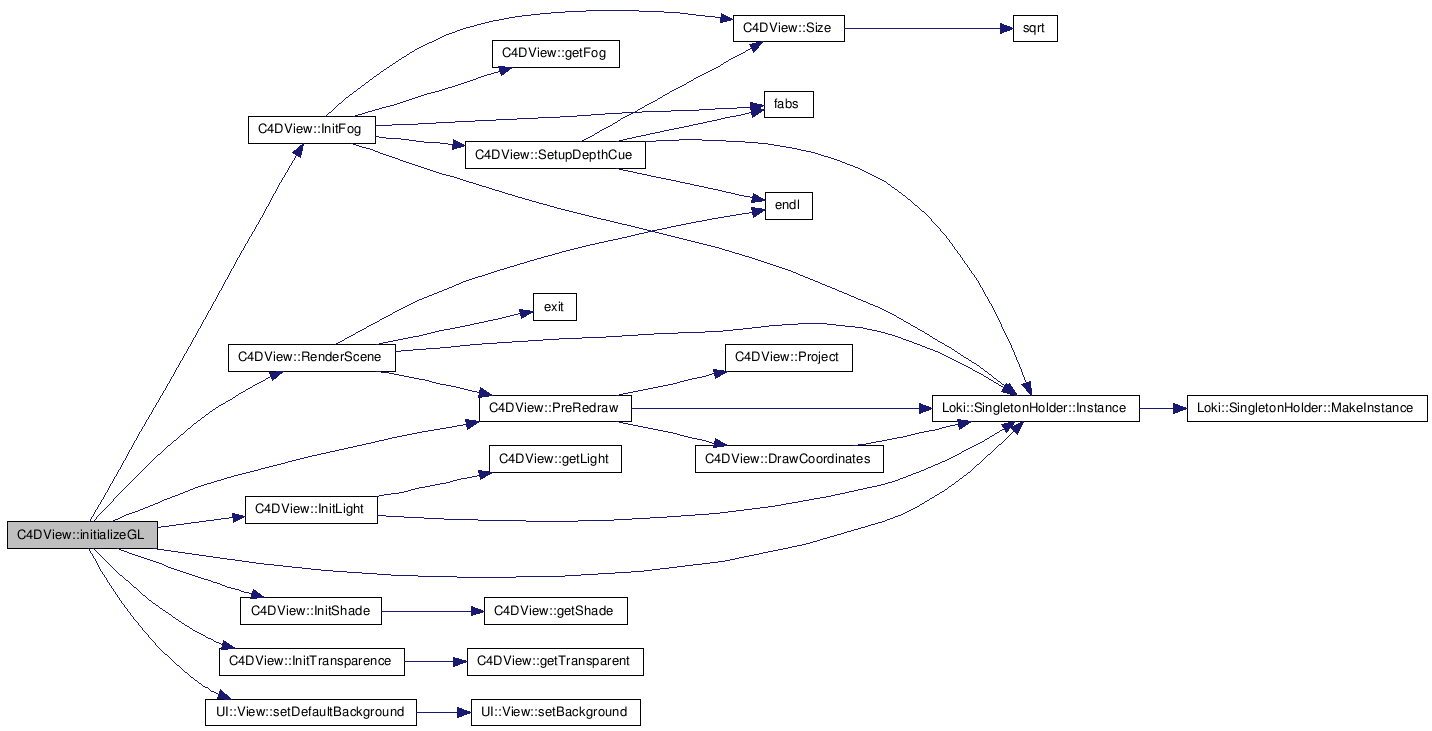 C4DView::Size
sqrt
C4DView::getFog
fabs
C4DView::InitFog
C4DView::SetupDepthCue
endl
exit
C4DView::RenderScene
C4DView::Project
C4DView::PreRedraw
Loki::SingletonHolder::Instance
Loki::SingletonHolder::MakeInstance
C4DView::getLight
C4DView::DrawCoordinates
C4DView::InitLight
C4DView::initializeGL
C4DView::InitShade
C4DView::getShade
C4DView::InitTransparence
C4DView::getTransparent
UI::View::setDefaultBackground
UI::View::setBackground